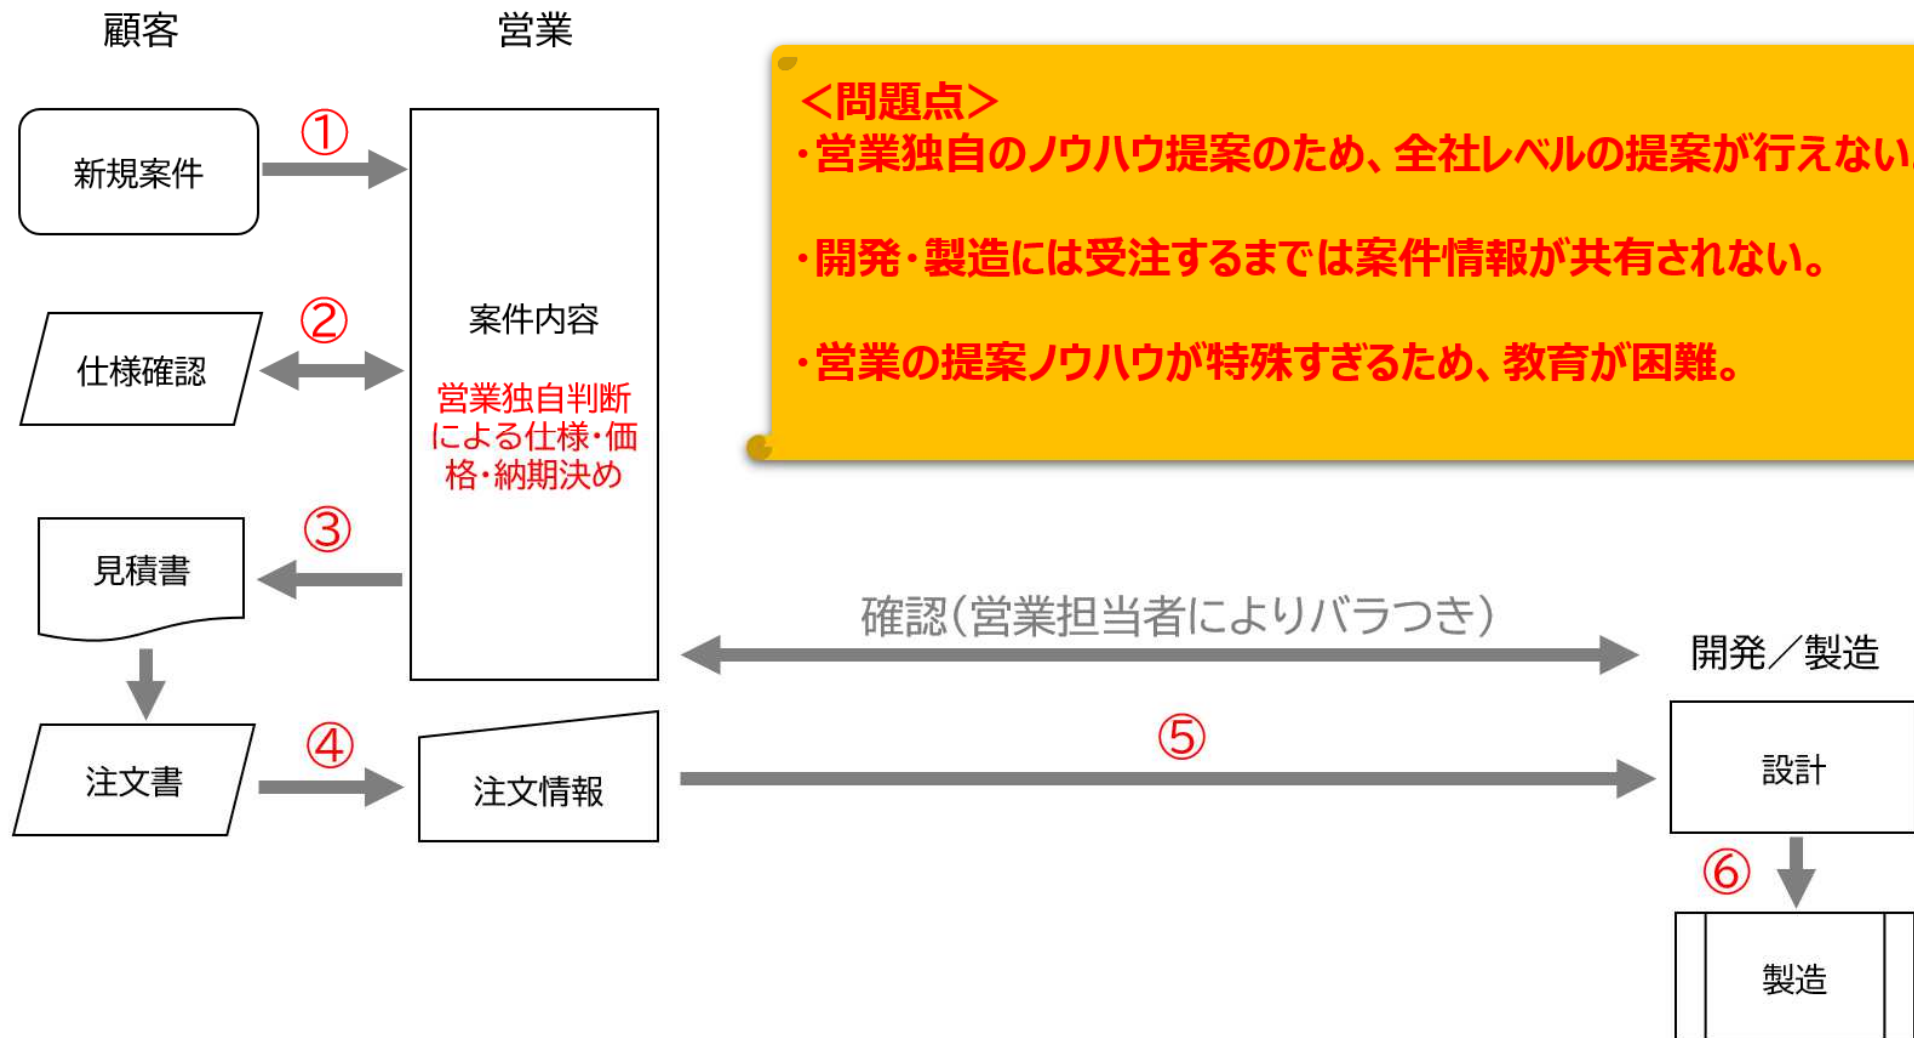 顧客
営業
<問題点>
・営業独自のノウハウ提案のため、全社レベルの提案が行えない。
・開発・製造には受注するまでは案件情報が共有されない。
・営業の提案ノウハウが特殊すぎるため、教育が困難。
新規案件
①
案件内容
営業独自判断
による仕様・価
格・納期決め
仕様確認
②
見積書
③
確認(営業担当者によりバラつき)
開発／製造
注文書
④
注文情報
⑤
設計
⑥
製造